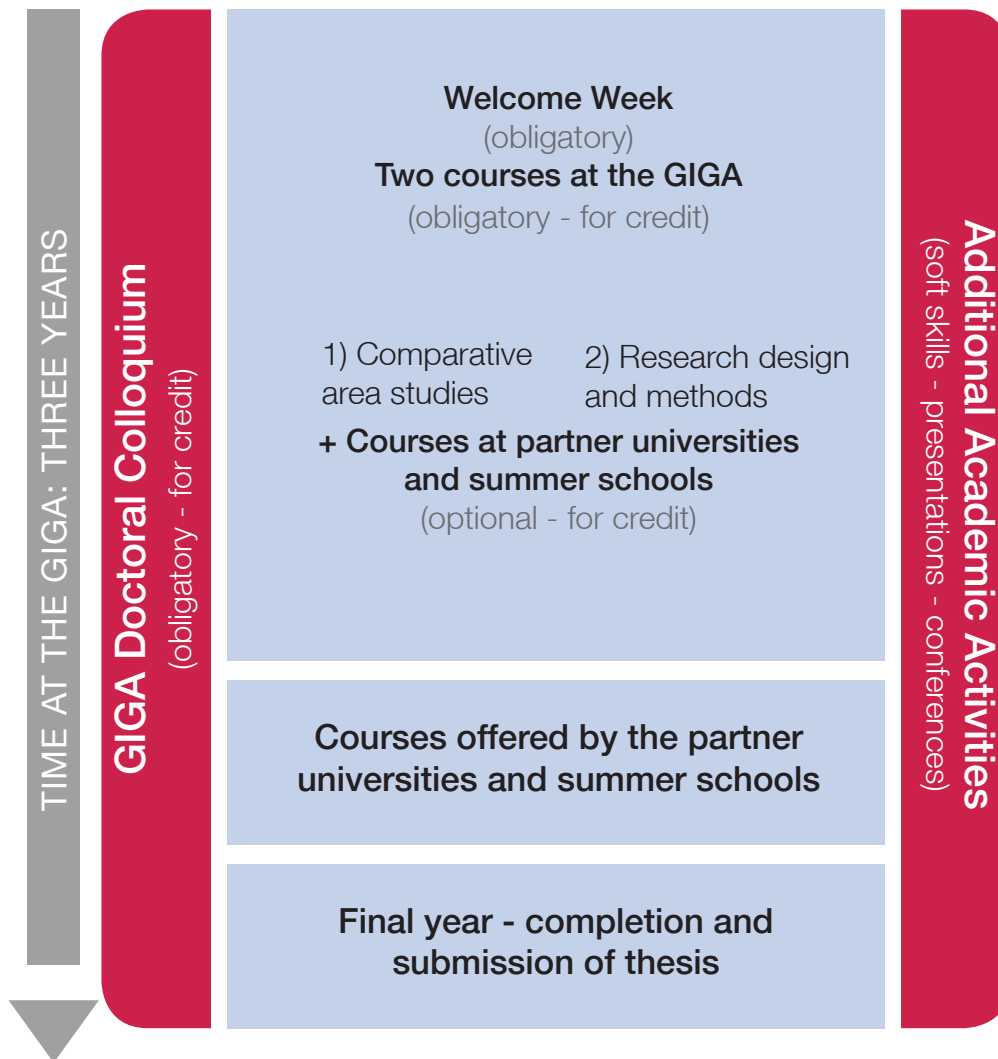 TIME AT THE GIGA: THREE YEARS
GIGA Doctoral Colloquium
(obligatory - for credit)
Welcome Week
(obligatory)
Two courses at the GIGA
(obligatory - for credit)
1) Comparative
area studies
2) Research design
and methods
+ Courses at partner universities
and summer schools
(optional - for credit)
Courses offered by the partner
universities and summer schools
Final year - completion and
submission of thesis
Additional Academic Activities
(soft skills - presentations - conferences)